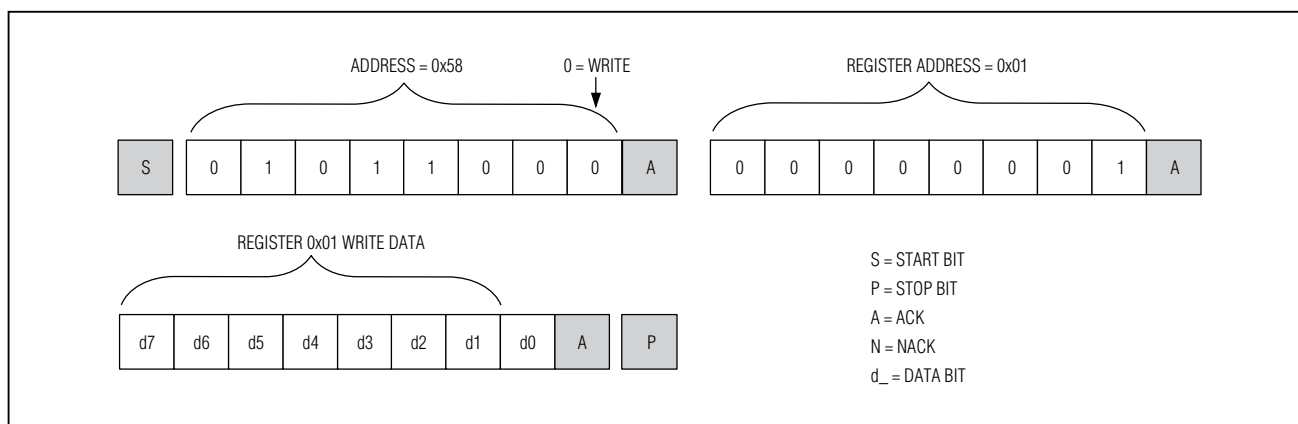 ADDRESS = 0x58 0 = WRITE REGISTER ADDRESS = 0x01
S 0 1 0 1 1 0 0 0 A 0 0 0 0 0 0 0 1 A
REGISTER 0x01 WRITE DATA
d7 d6 d5 d4 d3 d2 d1 d0 A P
S = START BIT
P = STOP BIT
A = ACK
N = NACK
d_ = DATA BIT